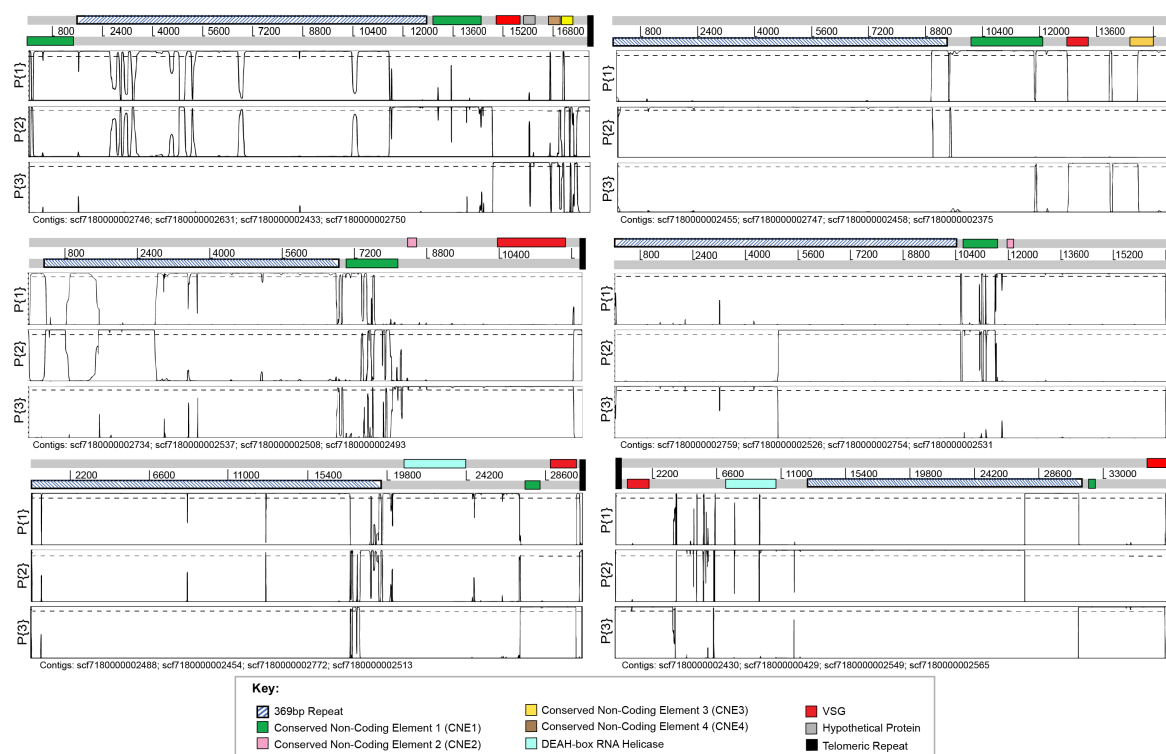 800 2400 4000 5600 7200 8800 10400 12000 13600 15200 16800
P{1}
P{2}
P{3}
Contigs: scf7180000002746; scf7180000002631; scf7180000002433; scf7180000002750
800 2400 4000 5600 7200 8800 10400 12000 13600
P{1}
P{2}
P{3}
Contigs: scf7180000002455; scf7180000002747; scf7180000002458; scf7180000002375
800 2400 4000 5600 7200 8800 10400
P{1}
P{2}
P{3}
Contigs: scf7180000002734; scf7180000002537; scf7180000002508; scf7180000002493
800 2400 4000 5600 7200 8800 10400 12000 13600 15200
P{1}
P{2}
P{3}
Contigs: scf7180000002759; scf7180000002526; scf7180000002754; scf7180000002531
2200 6600 11000 15400 19800 24200 28600
P{1}
P{2}
P{3}
Contigs: scf7180000002488; scf7180000002454; scf7180000002772; scf7180000002513
2200 6600 11000 15400 19800 24200 28600 33000
P{1}
P{2}
P{3}
Contigs: scf7180000002430; scf7180000000429; scf7180000002549; scf7180000002565
Key:
369bp Repeat
Conserved Non-Coding Element 1 (CNE1)
Conserved Non-Coding Element 2 (CNE2)
Conserved Non-Coding Element 3 (CNE3)
Conserved Non-Coding Element 4 (CNE4)
DEAH-box RNA Helicase
VSG
Hypothetical Protein
Telomeric Repeat